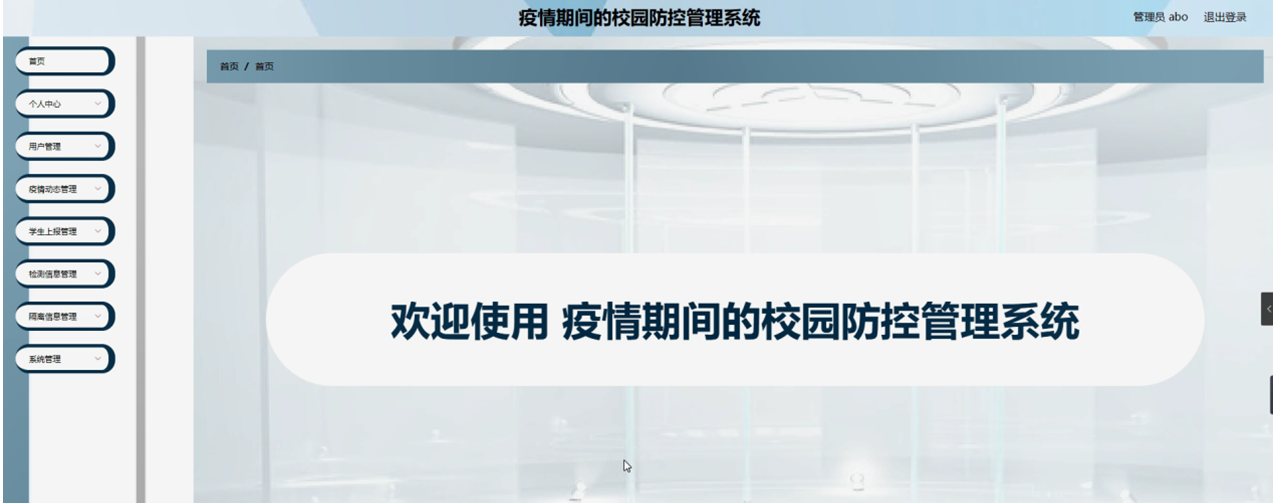 疫情期间的校园防控管理系统
管理员 abo 退出登录
首页
个人中心
用户管理
疫情动态管理
学生上报管理
检测信息管理
隔离信息管理
系统管理
首页 / 首页
欢迎使用 疫情期间的校园防控管理系统